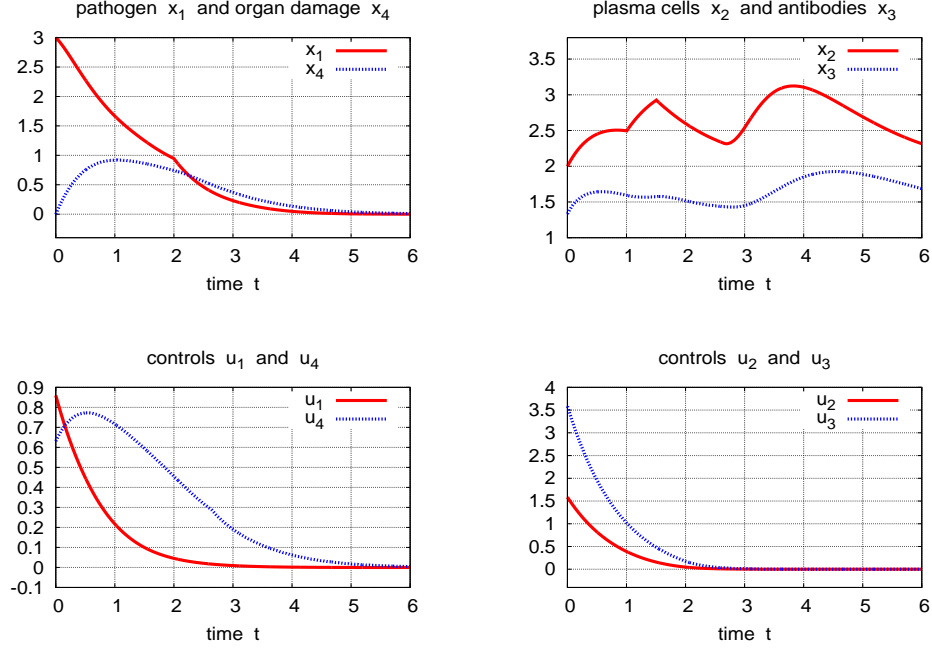 pathogen x1 and organ damage x4
3
2.5
2
1.5
1
0.5
0
x1
x4
0 1 2 3 4 5 6
time t
plasma cells x2 and antibodies x3
3.5
3
2.5
2
1.5
1
x2
x3
0 1 2 3 4 5 6
time t
controls u1 and u4
0.9
0.8
0.7
0.6
0.5
0.4
0.3
0.2
0.1
0
-0.1
u1
u4
0 1 2 3 4 5 6
time t
controls u2 and u3
4
3.5
3
2.5
2
1.5
1
0.5
0
u2
u3
0 1 2 3 4 5 6
time t